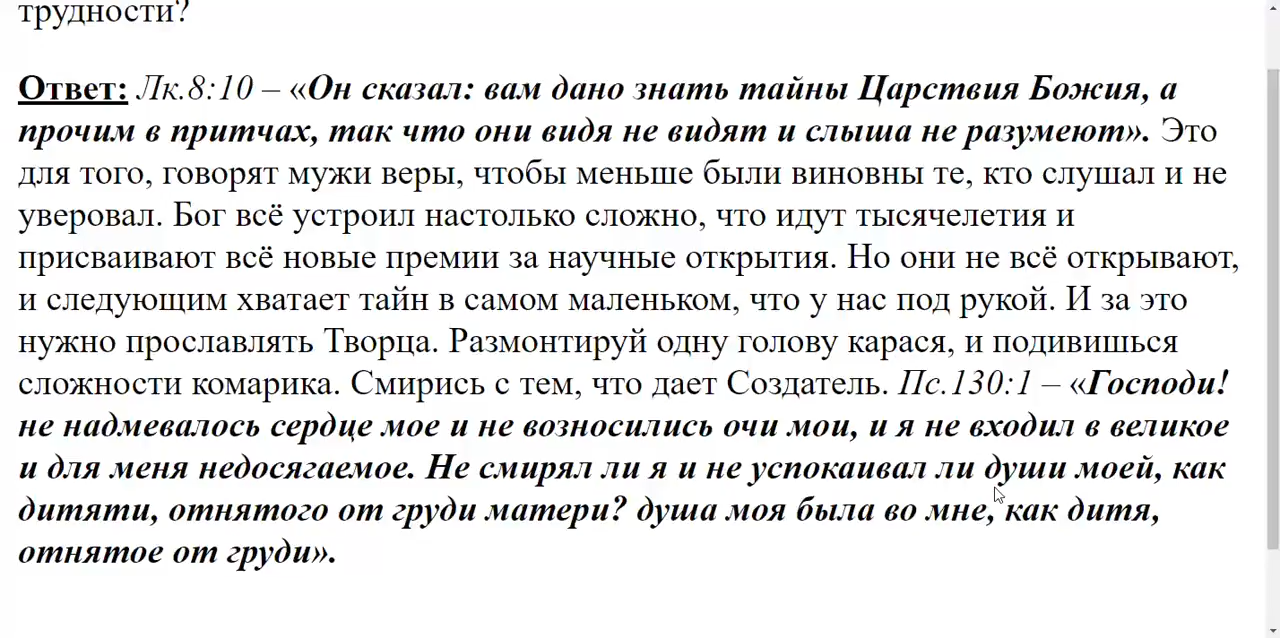 трудности?
Ответ: Лк.8:10 – «Он сказал: вам дано знать тайны Царствия Божия, а
прочим в притчах, так что они видя не видят и слыша не разумеют». Это
для того, говорят мужи веры, чтобы меньше были виновны те, кто слушал и не
уверовал. Бог всё устроил настолько сложно, что идут тысячелетия и
присваивают всё новые премии за научные открытия. Но они не всё открывают,
и следующим хватает тайн в самом маленьком, что у нас под рукой. И за это
нужно прославлять Творца. Размонтируй одну голову карася, и подивишься
сложности комарика. Смирись с тем, что дает Создатель. Пс.130:1 – «Господи!
не надмевалось сердце мое и не возносились очи мои, и я не входил в великое
и для меня недосягаемое. Не смирял ли я и не успокаивал ли души моей, как
дитяти, отнятого от груди матери? душа моя была во мне, как дитя,
отнятое от груди».